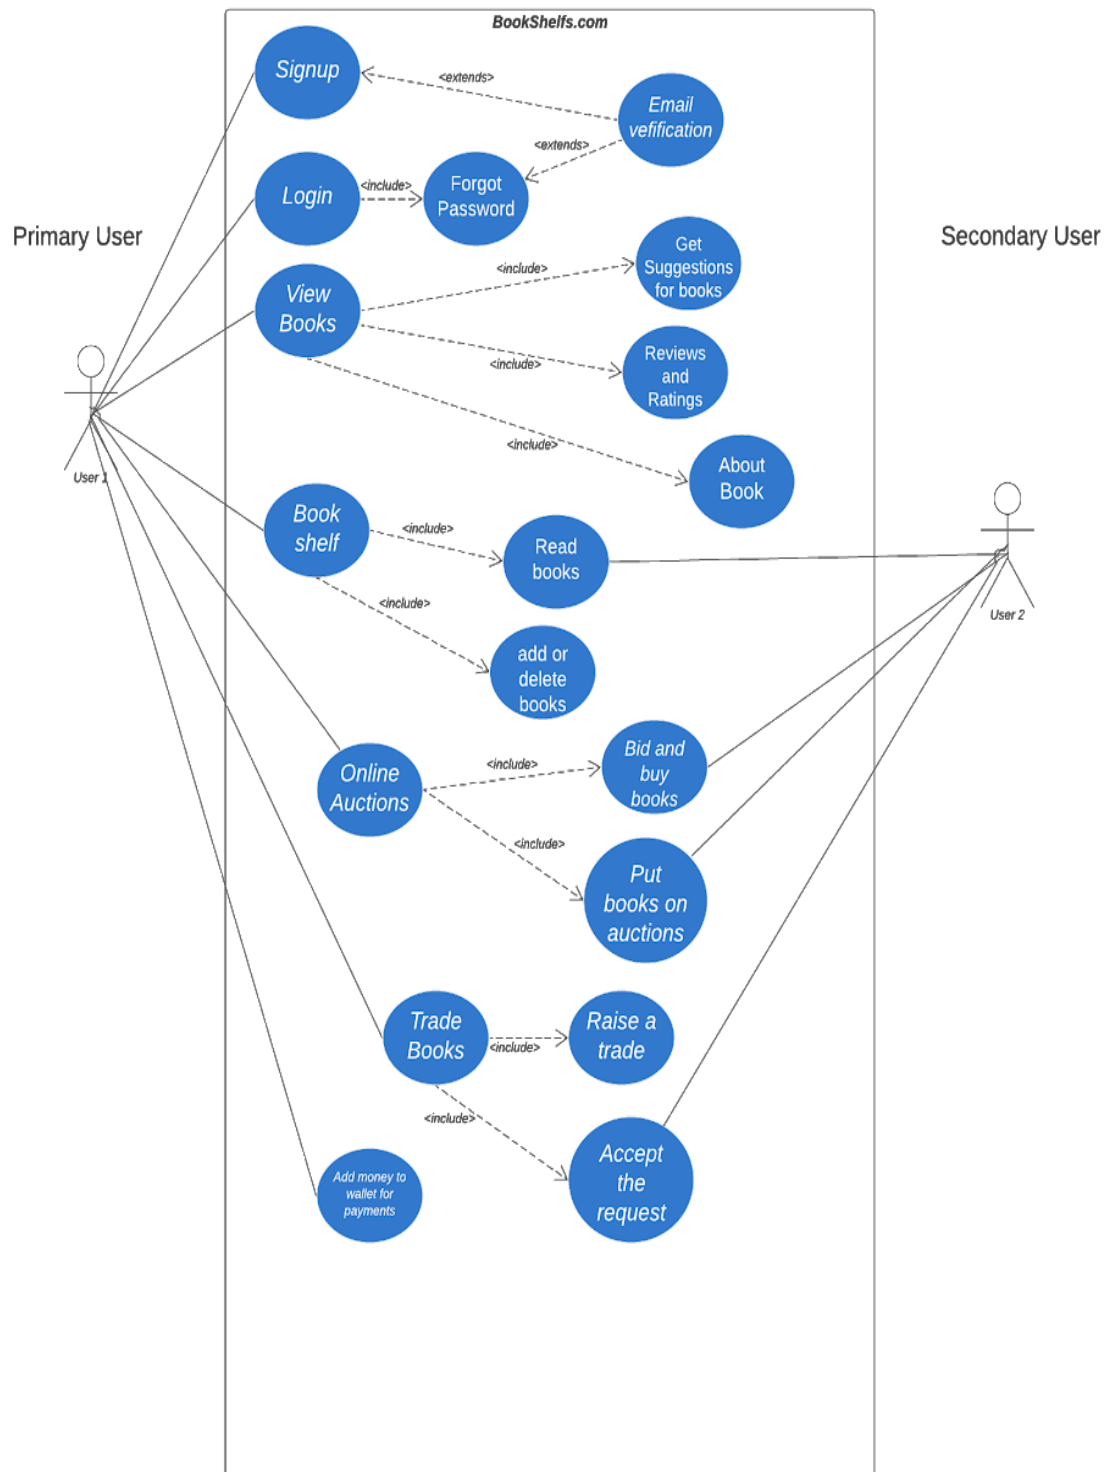 BookShelfs.com
Signup
<extends>
Email
vefification
<extends>
Login
<include>
Forgot
Password
Primary User
Secondary User
Get
Suggestions
for books
<include>
View
Books
<include>
Reviews
and
Ratings
<include>
About
Book
User 1
Book
shelf
<include>
Read
books
User 2
<include>
add or
delete
books
Online
Auctions
<include>
Bid and
buy
books
<include>
Put
books on
auctions
Trade
Books
<include>
Raise a
trade
<include>
Accept
the
request
Add money to
wallet for
payments